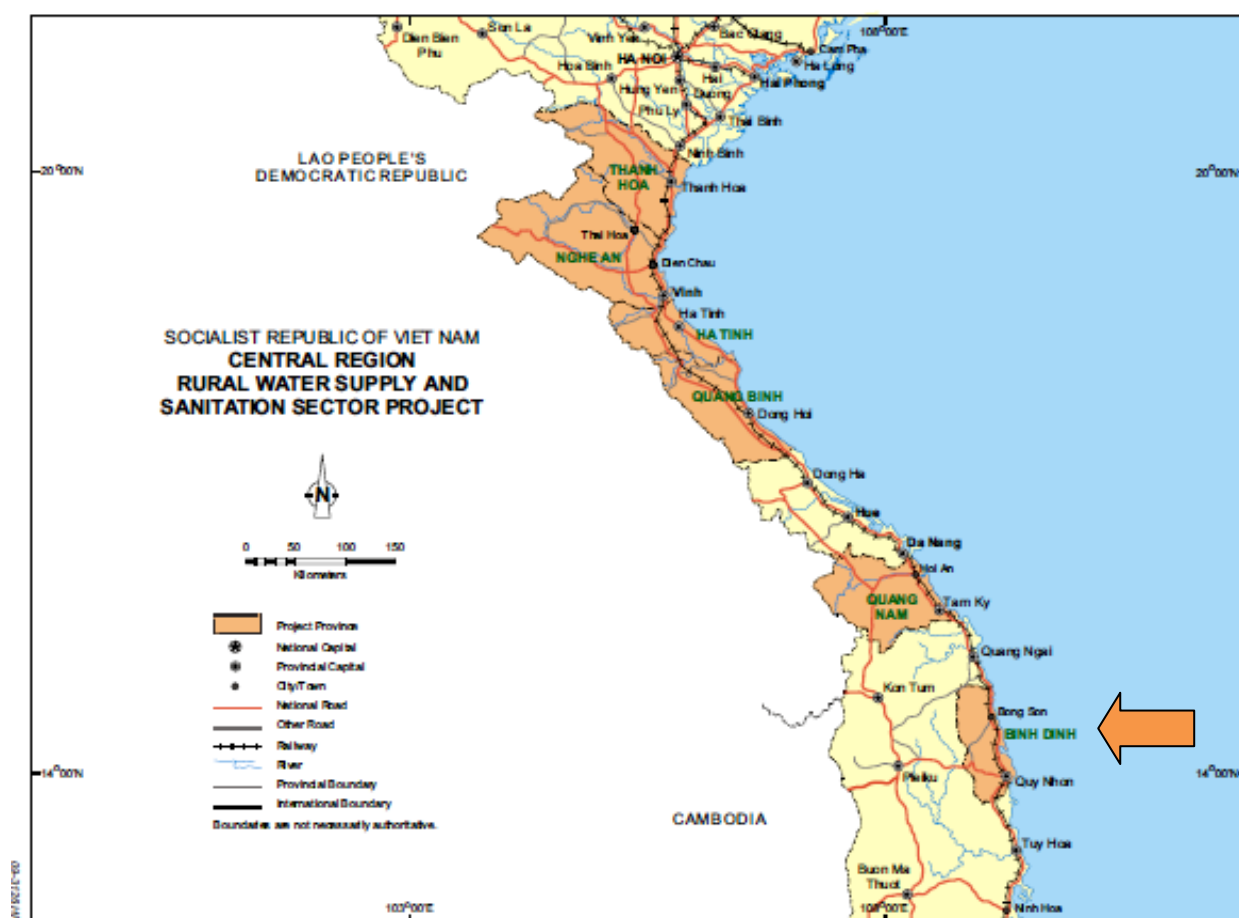 108°00'E
Dien Bien
Phu
Son La
Vinh Yen
Bac Giang
HA NOI
Cam Pha
Ha Long
Hoa Binh
Hai
Duong
Hai Phong
Hung Yen
Phu Ly
Thai Binh
Ninh Binh
LAO PEOPLE'S
DEMOCRATIC REPUBLIC
20°00'N
20°00'N
THANH
HOA
Thanh Hoa
Thai Hoa
NGHE AN
Dien Chau
Vinh
Ha Tinh
HA TINH
SOCIALIST REPUBLIC OF VIET NAM
CENTRAL REGION
RURAL WATER SUPPLY AND
SANITATION SECTOR PROJECT
QUANG BINH
Dong Hoi
N
Dong Ha
Hue
Da Nang
Hoi An
0 50 100 150
Kilometers
QUANG
NAM
Tam Ky
Quang Ngai
Project Province
National Capital
Provincial Capital
City/Town
National Road
Other Road
Railway
River
Provincial Boundary
International Boundary
Boundaries are not necessarily authoritative.
Kon Tum
Bong Son
BINH DINH
14°00'N
14°00'N
Pleiku
Quy Nhon
CAMBODIA
Tuy Hoa
Buon Ma
Thuot
103°00'E
108°00'E
Ninh Hoa